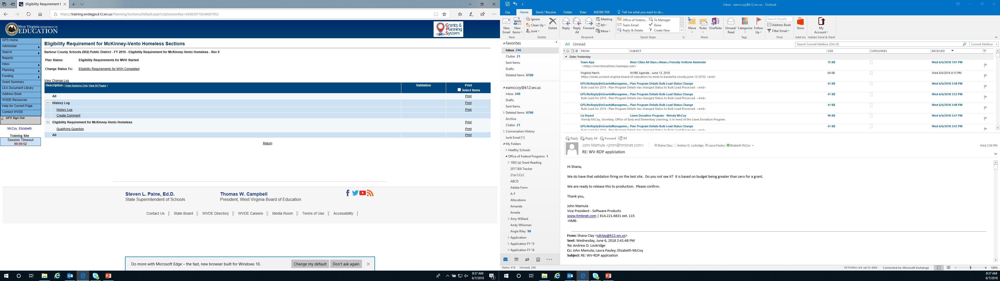 Eligibility Requirement f
https://training.wvdegps.k12.wv.us/Planning/Sections/Default.aspx?ccipSessionKey=636639718249007952
West Virginia DEPARTMENT OF
EDUCATION
Grants &
Planning
System
GPS Home
Administer
Search
Reports
Inbox
Planning
Funding
Grant Summary
LEA Document Library
Address Book
WVDE Resources
Help for Current Page
Contact WVDE
GPS Sign Out
McCoy, Elizabeth
Training Site
Session Timeout
00:59:52
Eligibility Requirement for McKinney-Vento Homeless Sections
Barbour County Schools (002) Public District - FY 2019 - Eligibility Requirement for McKinney-Vento Homeless - Rev 0
Plan Status: Eligibility Requirements for MVH Started
Change Status To: Eligibility Requirements for MVH Completed
View Change Log
Description ( View Sections Only View All Pages ) Validation Print
Select Items
All Print
History Log Print
History Log Print
Create Comment
Eligibility Requirement for McKinney-Vento Homeless Print
Qualifying Question Print
All Print
Return
Steven L. Paine, Ed.D. Thomas W. Campbell
State Superintendent of Schools President, West Virginia Board of Education
Contact Us || State Board || WVDE Directory || WVDE Careers || Media Room || Terms of Use || Accessibility |
Do more with Microsoft Edge – the fast, new browser built for Windows 10. Change my default Don't ask again
8:37 AM
6/7/2018
Inbox - eamccoy@k12.wv.us - Outlook
File Home Send / Receive Folder View ADOBE PDF Tell me what you want to do...
New Email
New Items
New
Ignore
Clean Up
Junk
Delete
Delete
Reply
Reply All
Forward
Meeting
IM
More
Respond
Office of Federa...
Team Email
Reply & Delete
To Manager
Done
Create New
Quick Steps
Move
Rules
OneNote
Move
Unread/ Read
Categorize
Follow Up
Tags
Search People
Address Book
Filter Email
Find
Store
Add-ins
My Account
Adobe Send & Track
Favorites
Inbox 246
Clutter 21
Sent Items
Drafts
Deleted Items 6760
eamccoy@k12.wv.us
Inbox 246
Drafts
Sent Items
Deleted Items 6760
Archive
Clutter 21
Conversation History
Junk Email [1]
My Folders
Healthy Schools
Office of Federal Programs 1
1003 (a) Grant Reading
2017 Bill Tracker
21st CCLC
ABCD
Adobe Form
A-F
Allocations
Amanda
Amelia
Amy Williard
Andy Whisman
Angie Riley 98
Application
Application FY 15
Application FY 16
All Unread
Search Current Mailbox (Ctrl+E) Current Mailbox
FROM SUBJECT SIZE CATEGORIES RECEIVED
Date: Yesterday
Team App River Cities All Stars » News » Friendly Uniform Reminder 75 KB Wed 6/6/2018 7:01 PM
<https://rivercitiesallstars.teamapp.com>
Virginia Harris WVBE Agenda - June 13, 2018 64 KB Wed 6/6/2018 4:15 PM
https://wvde.us/west-virginia-board-of-education-to-meet-in-kanawha-county-june-13-2018/ <end>
GPS.NoReply@eGrantsManageme... Plan Program Details Bulk Load Status Change 41 KB Wed 6/6/2018 3:58 PM
Bulk Load for 2019 - Plan Program Details has changed Status to Bulk Load Processed <end>
GPS.NoReply@eGrantsManageme... Plan Program Details Bulk Load Status Change 41 KB Wed 6/6/2018 3:53 PM
Bulk Load for 2019 - Plan Program Details has changed Status to Bulk Load Processed <end>
GPS.NoReply@eGrantsManageme... Plan Program Details Bulk Load Status Change 41 KB Wed 6/6/2018 3:48 PM
Bulk Load for 2019 - Plan Program Details has changed Status to Bulk Load Processed <end>
Liz Bryant Leave Donation Program - Wendy McCoy 96 KB Wed 6/6/2018 3:47 PM
Wendy McCoy, Secretary, Office of Early and Elementary Learning, is in need of the Leave Donation Program.
GPS.NoReply@eGrantsManageme... Plan Program Details Bulk Load Status Change 41 KB Wed 6/6/2018 3:43 PM
Bulk Load for 2019 - Plan Program Details has changed Status to Bulk Load Processed <end>
Reply Reply All Forward IM
John Mamula <jmm@hmbnet.com> Shana Clay; Andrew D. Lockridge; Laura Pauley; Elizabeth McCoy Wed 2:56 PM
RE: WV-RDP applciation
Hi Shana,
We do have that validation firing on the test site. Do you not see it? It is based on budget being greater than zero for a grant.
We are ready to release this to production. Please confirm.
Thank you,
John Mamula
Vice President - Software Products
www.hmbnet.com | 614.221.6831 ext. 115
-HMB-
From: Shana Clay <sdclay@k12.wv.us>
Sent: Wednesday, June 6, 2018 2:41:48 PM
To: Andrew D. Lockridge
Cc: John Mamula; Laura Pauley; Elizabeth McCoy
Subject: RE: WV-RDP applciation
Items: 416 Unread: 246 All folders are up to date. Connected to: Microsoft Exchange 100%
8:37 AM
6/7/2018